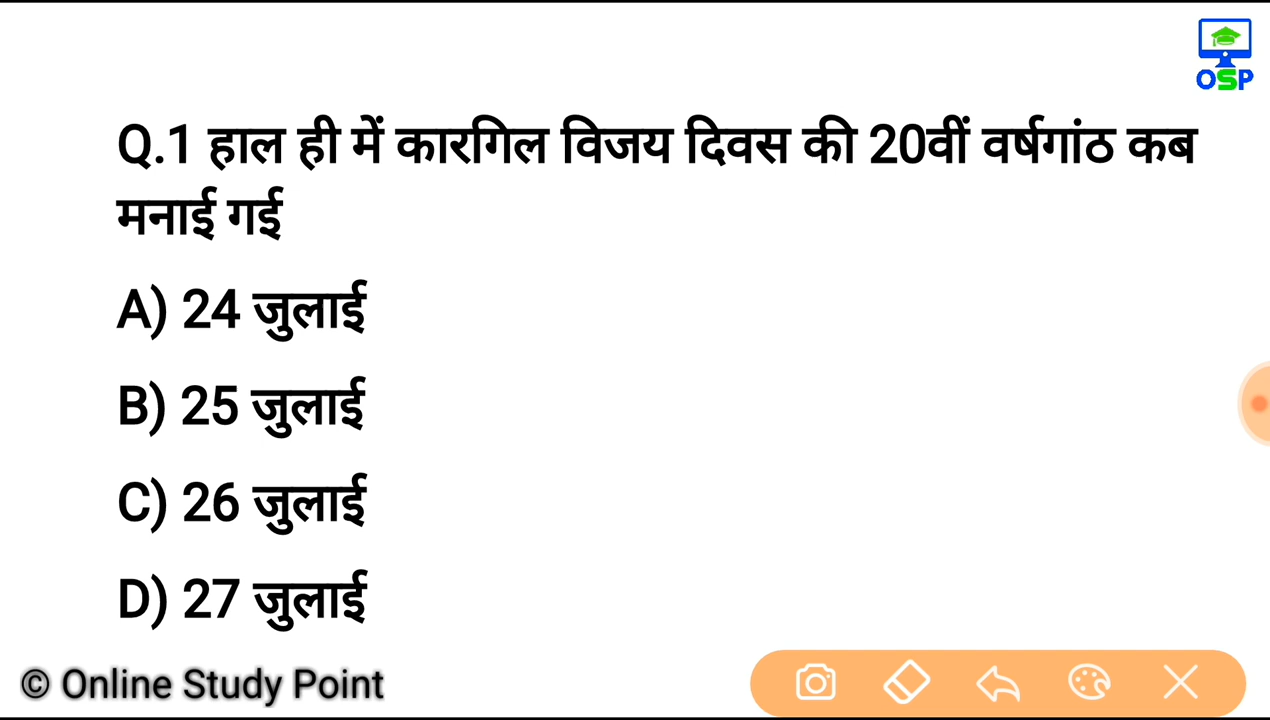 OSP
Q.1 हाल ही में कारगिल विजय दिवस की 20वीं वर्षगांठ कब
मनाई गई
A) 24 जुलाई
B) 25 जुलाई
C) 26 जुलाई
D) 27 जुलाई
© Online Study Point